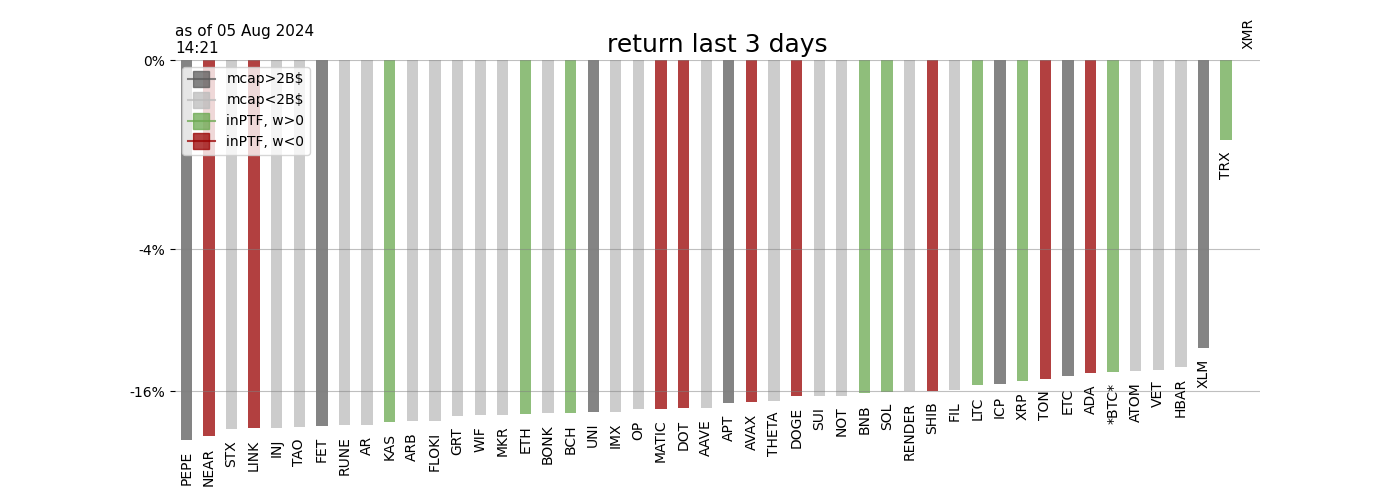 as of 05 Aug 2024
14:21
return last 3 days
XMR
0%
mcap>2B$
mcap<2B$
inPTF, w>0
inPTF, w<0
TRX
-4%
-16%
PEPE
NEAR
STX
LINK
INJ
TAO
FET
RUNE
AR
KAS
ARB
FLOKI
GRT
WIF
MKR
ETH
BONK
BCH
UNI
IMX
OP
MATIC
DOT
AAVE
APT
AVAX
THETA
DOGE
SUI
NOT
BNB
SOL
RENDER
SHIB
FIL
LTC
ICP
XRP
TON
ETC
ADA
*BTC*
ATOM
VET
HBAR
XLM